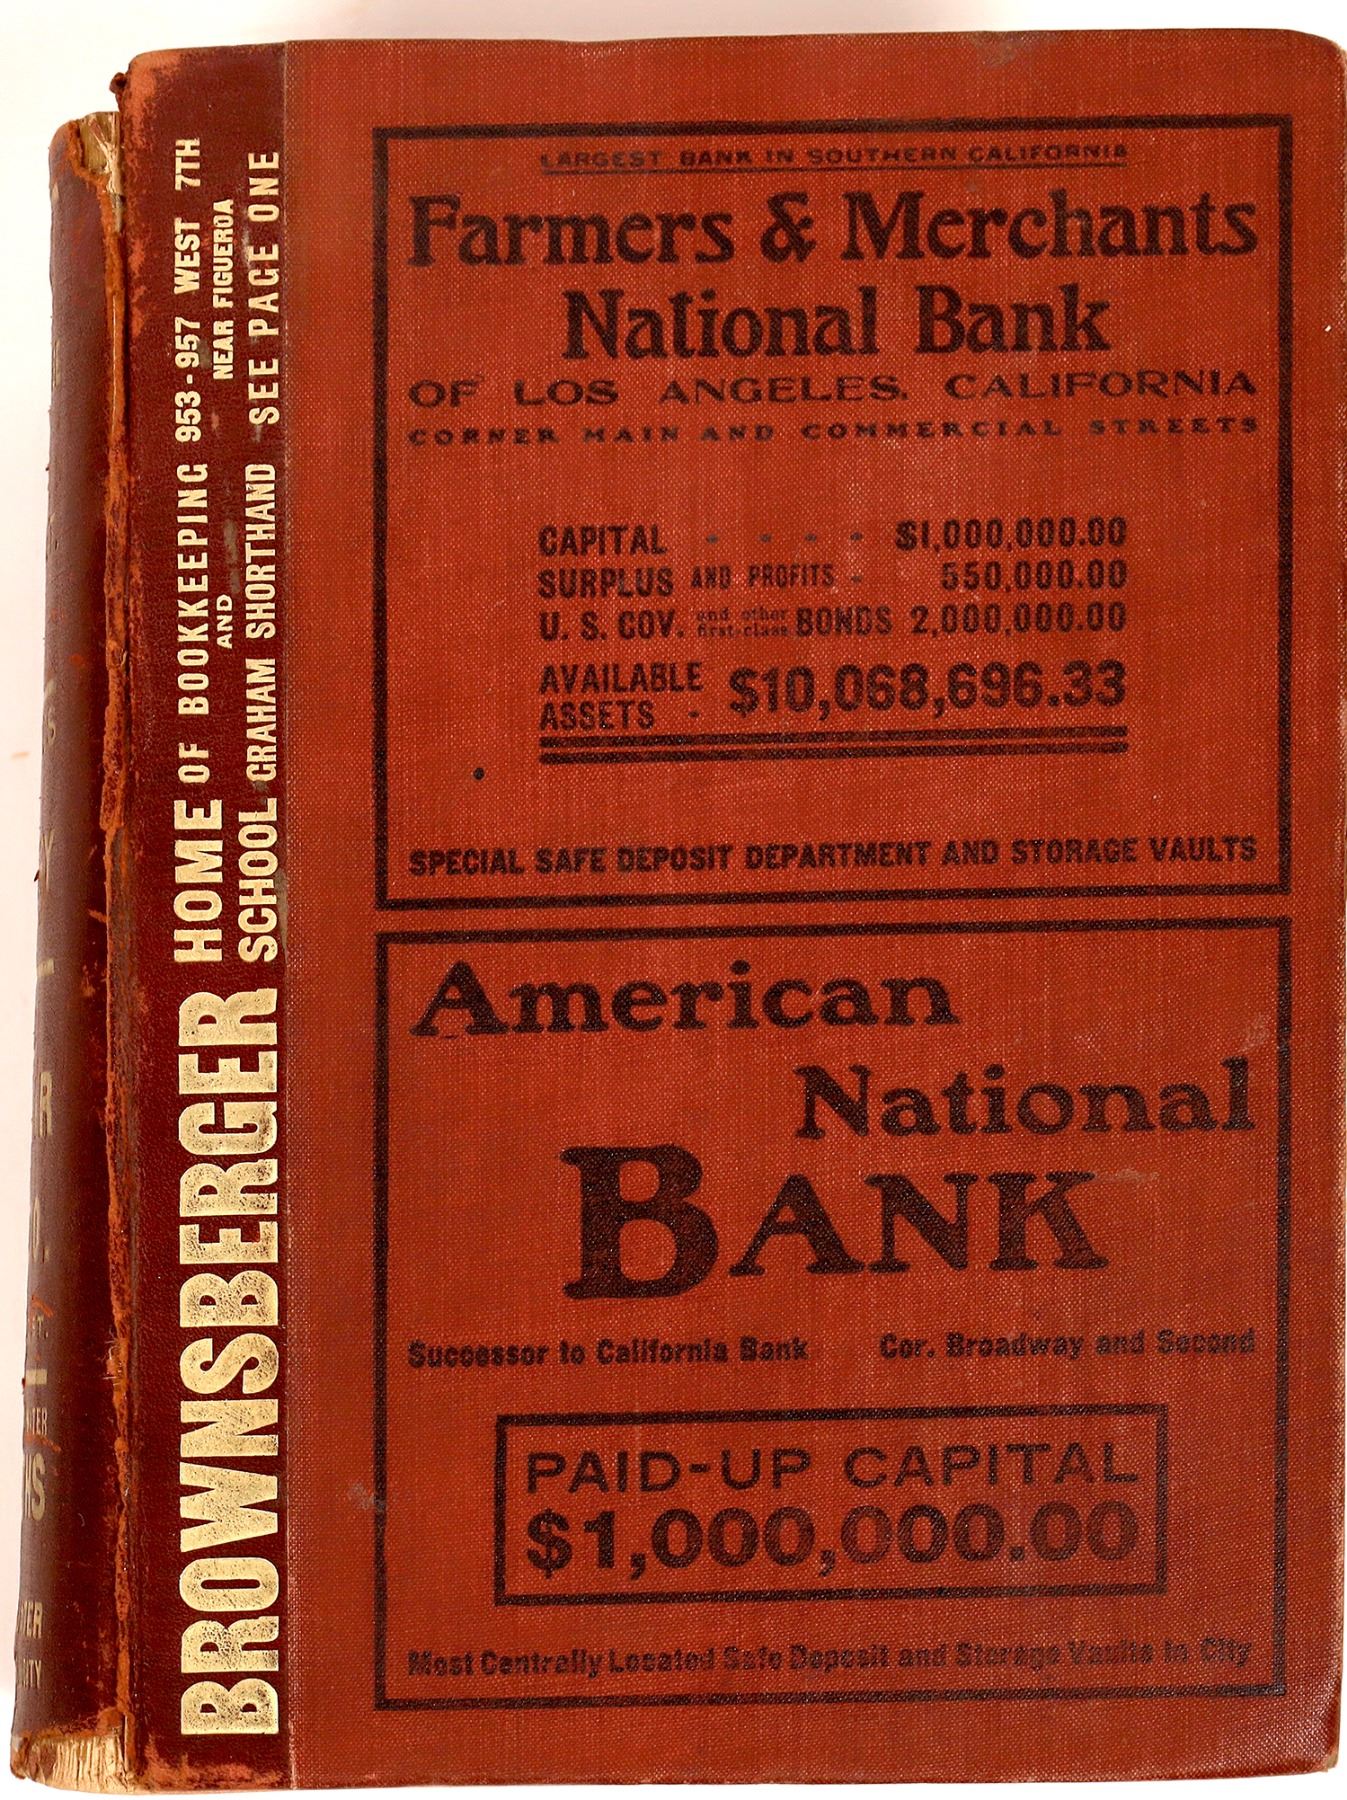 BROWNSBERGER HOME OF BOOKKEEPING 953-957 WEST 7TH
AND NEAR FIGUEROA
SCHOOL GRAHAM SHORTHAND SEE PAGE ONE
LARGEST BANK IN SOUTHERN CALIFORNIA
Farmers & Merchants
National Bank
OF LOS ANGELES, CALIFORNIA
CORNER MAIN AND COMMERCIAL STREETS
CAPITAL - - - - $1,000,000.00
SURPLUS AND PROFITS - 550,000.00
U. S. GOV. and other first-class BONDS 2,000,000.00
AVAILABLE
ASSETS - $10,068,696.33
SPECIAL SAFE DEPOSIT DEPARTMENT AND STORAGE VAULTS
American
National
BANK
Successor to California Bank Cor. Broadway and Second
PAID-UP CAPITAL
$1,000,000.00
Most Centrally Located Safe Deposit and Storage Vaults in City